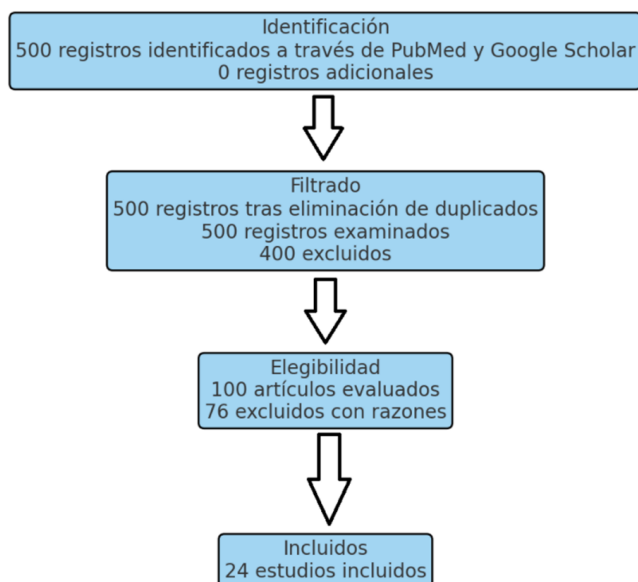 Identificación
500 registros identificados a través de PubMed y Google Scholar
0 registros adicionales
Filtrado
500 registros tras eliminación de duplicados
500 registros examinados
400 excluidos
Elegibilidad
100 artículos evaluados
76 excluidos con razones
Incluidos
24 estudios incluidos